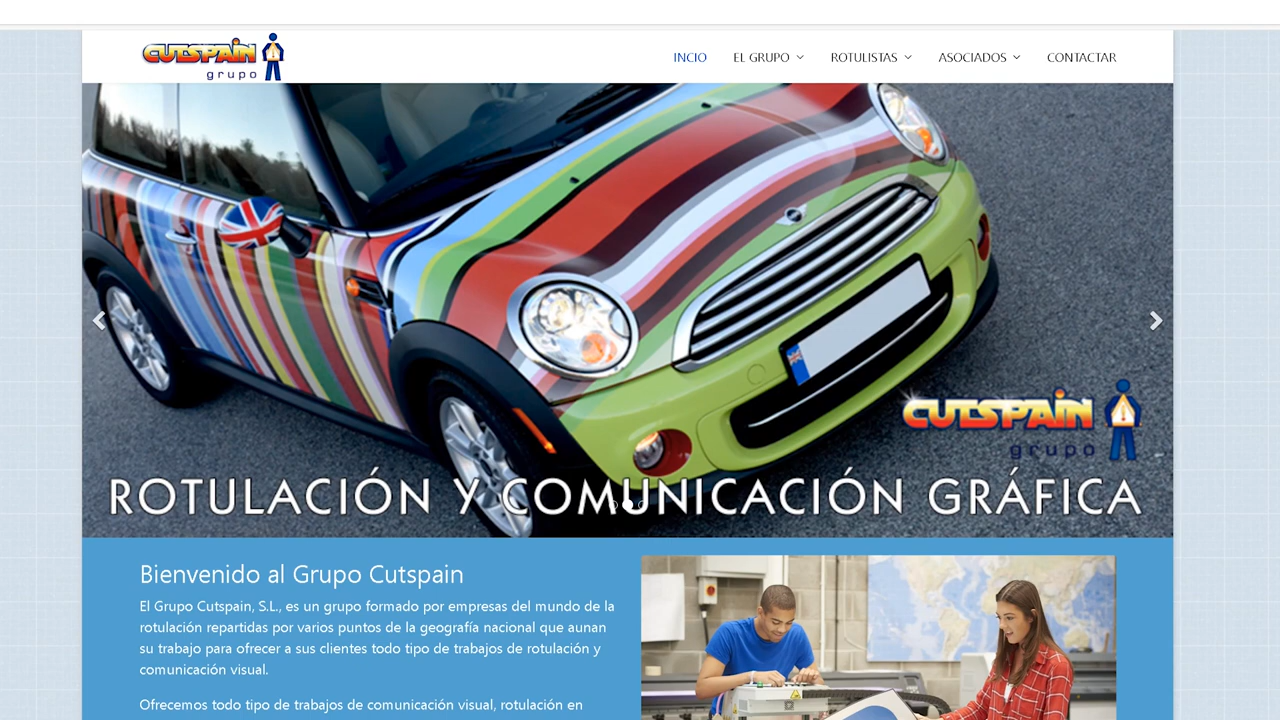 CUTSPAIN
grupo
INCIO
EL GRUPO
ROTULISTAS
ASOCIADOS
CONTACTAR
CUTSPAIN
grupo
ROTULACIÓN Y COMUNICACIÓN GRÁFICA
Bienvenido al Grupo Cutspain
El Grupo Cutspain, S.L., es un grupo formado por empresas del mundo de la
rotulación repartidas por varios puntos de la geografía nacional que aunan
su trabajo para ofrecer a sus clientes todo tipo de trabajos de rotulación y
comunicación visual.
Ofrecemos todo tipo de trabajos de comunicación visual, rotulación en